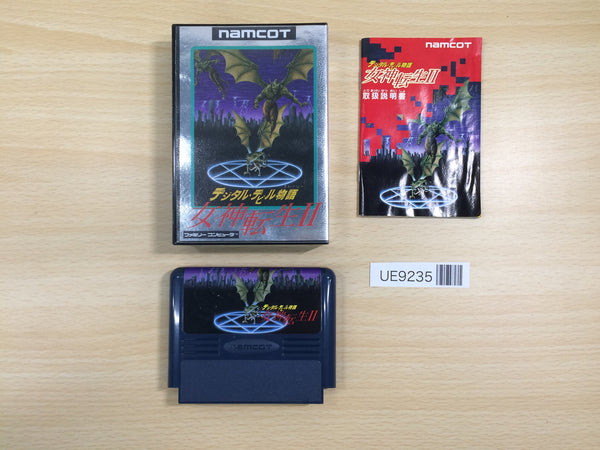 namcot
デジタル・デビル物語
女神転生II
ファミリーコンピュータ
namcot
デジタル・デビル物語
女神転生II
取扱説明書
UE9235
デジタル・デビル物語
女神転生II
namcot